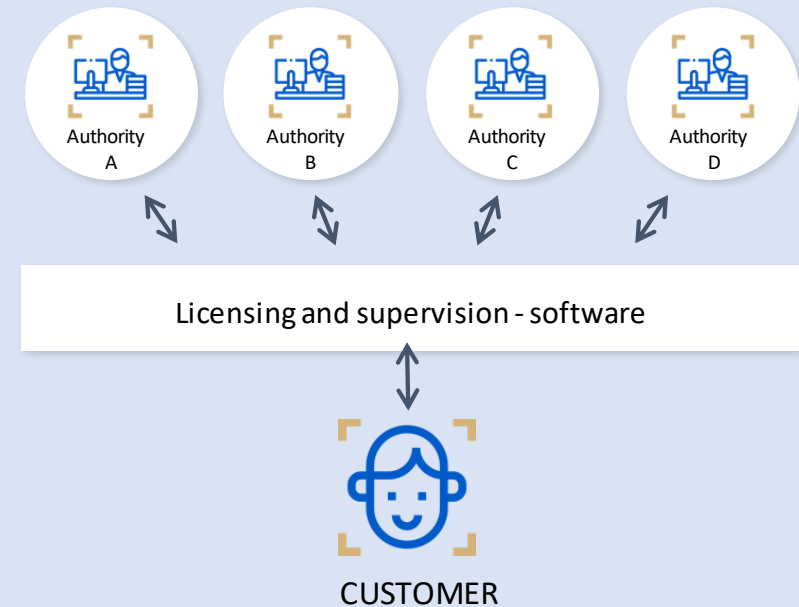 Authority
A
Authority
B
Authority
C
Authority
D
Licensing and supervision - software
CUSTOMER